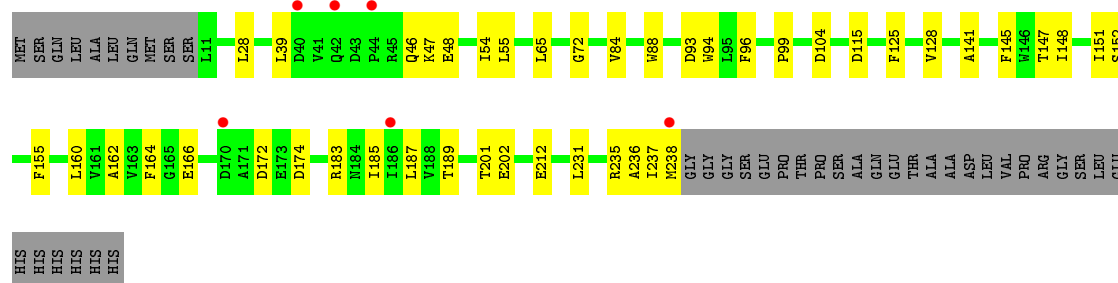 MET SER GLN LEU ALA LEU GLN MET SER SER L11 L28 L39 D40 V41 Q42 D43 P44 R45 Q46 K47 E48 I54 L55 L65 G72 V84 W88 D93 W94 L95 F96 P99 D104 D115 F125 V128 A141 F145 W146 T147 I148 I151 S152
F155 L160 V161 A162 V163 F164 G165 E166 D170 A171 D172 E173 D174 R183 N184 I185 I186 L187 V188 T189 T201 E202 E212 L231 R235 A236 I237 M238 GLY GLY GLY SER GLU PRO THR PRO SER ALA GLN GLU THR ALA ALA ASP LEU VAL PRO ARG GLY SER LEU GLU
HIS HIS HIS HIS HIS HIS